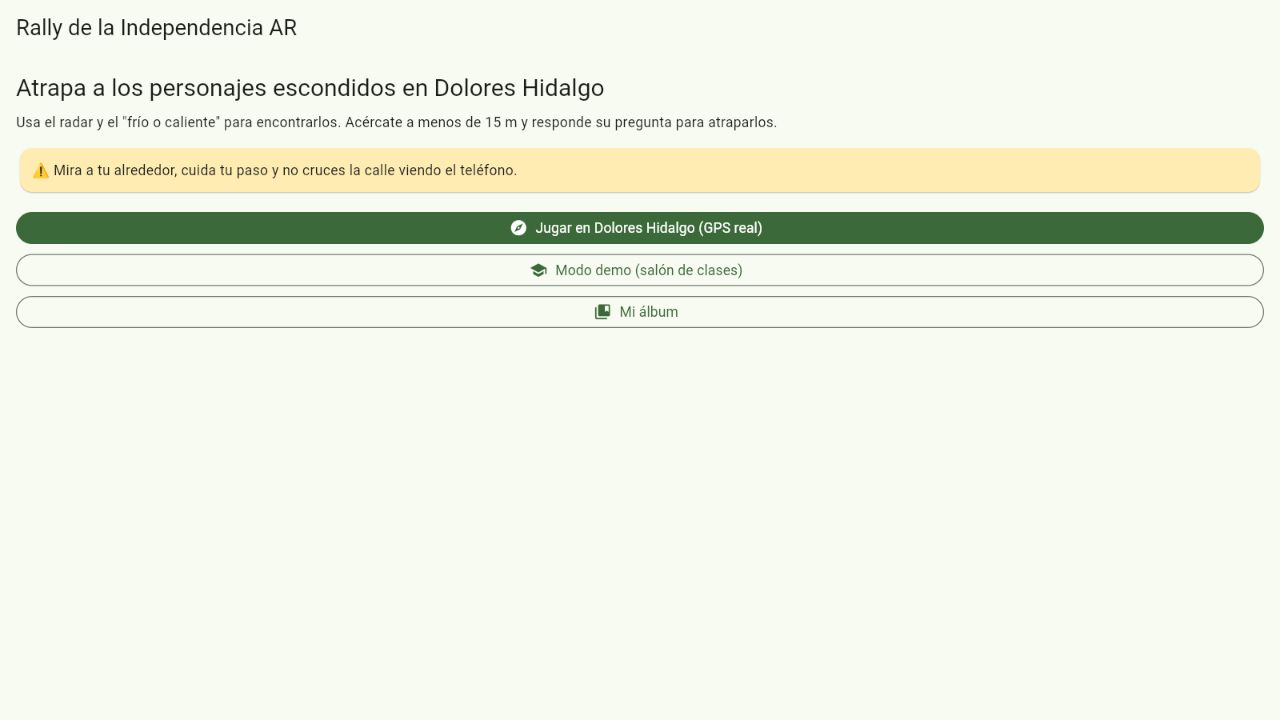 Rally de la Independencia AR
Atrapa a los personajes escondidos en Dolores Hidalgo
Usa el radar y el "frío o caliente" para encontrarlos. Acércate a menos de 15 m y responde su pregunta para atraparlos.
⚠️ Mira a tu alrededor, cuida tu paso y no cruces la calle viendo el teléfono.
Jugar en Dolores Hidalgo (GPS real)
Modo demo (salón de clases)
Mi álbum